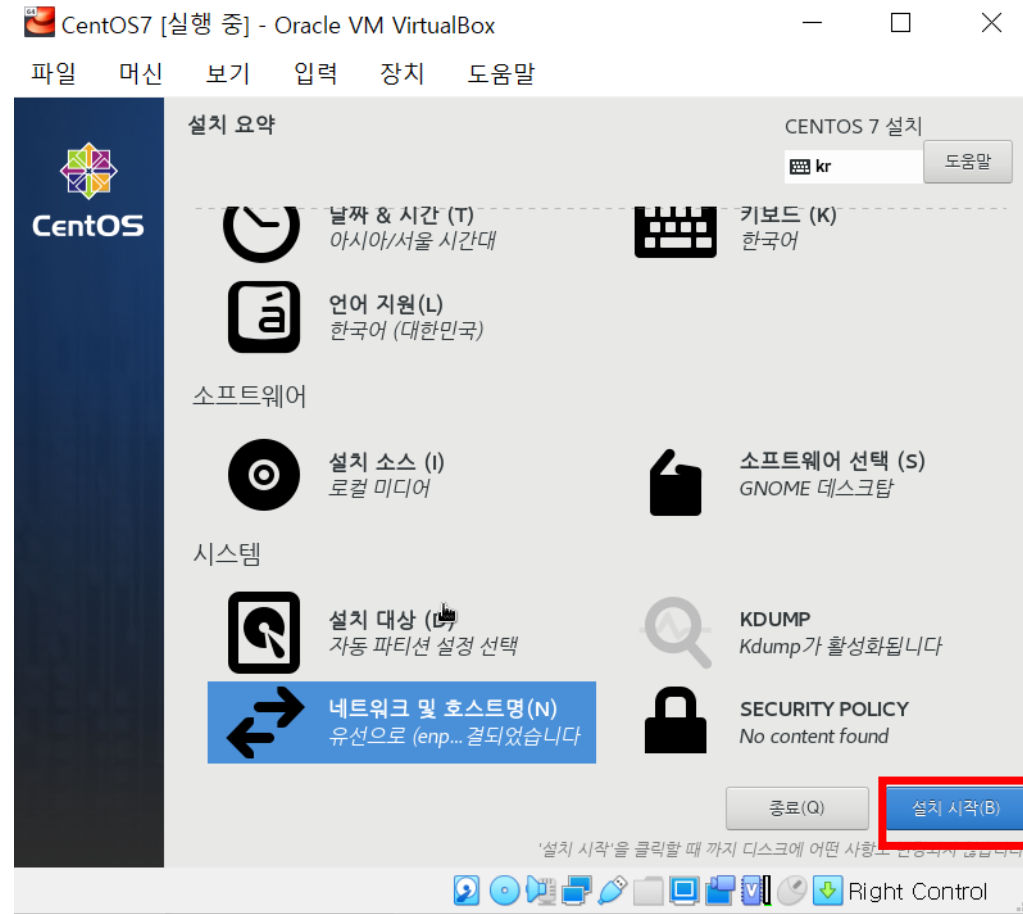 CentOS7 [실행 중] - Oracle VM VirtualBox
파일 머신 보기 입력 장치 도움말
설치 요약
CENTOS 7 설치
kr
도움말
CentOS
날짜 & 시간 (T)
아시아/서울 시간대
키보드 (K)
한국어
언어 지원(L)
한국어 (대한민국)
소프트웨어
설치 소스 (I)
로컬 미디어
소프트웨어 선택 (S)
GNOME 데스크탑
시스템
설치 대상 (D)
자동 파티션 설정 선택
KDUMP
Kdump가 활성화됩니다
네트워크 및 호스트명(N)
유선으로 (enp...결되었습니다
SECURITY POLICY
No content found
종료(Q)
설치 시작(B)
'설치 시작'을 클릭할 때 까지 디스크에 어떤
Right Control